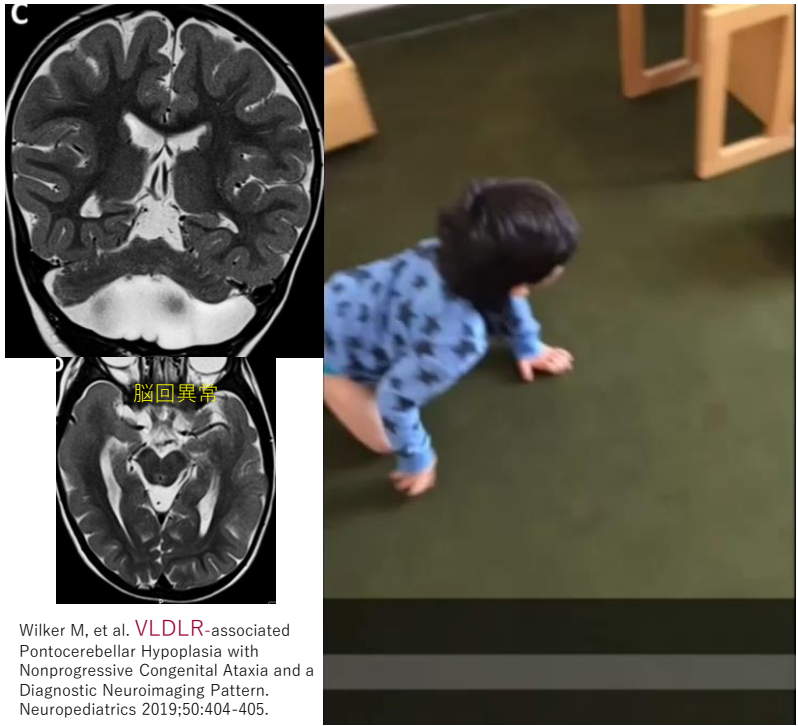 C
脳回異常
Wilker M, et al. VLDLR-associated
Pontocerebellar Hypoplasia with
Nonprogressive Congenital Ataxia and a
Diagnostic Neuroimaging Pattern.
Neuropediatrics 2019;50:404-405.